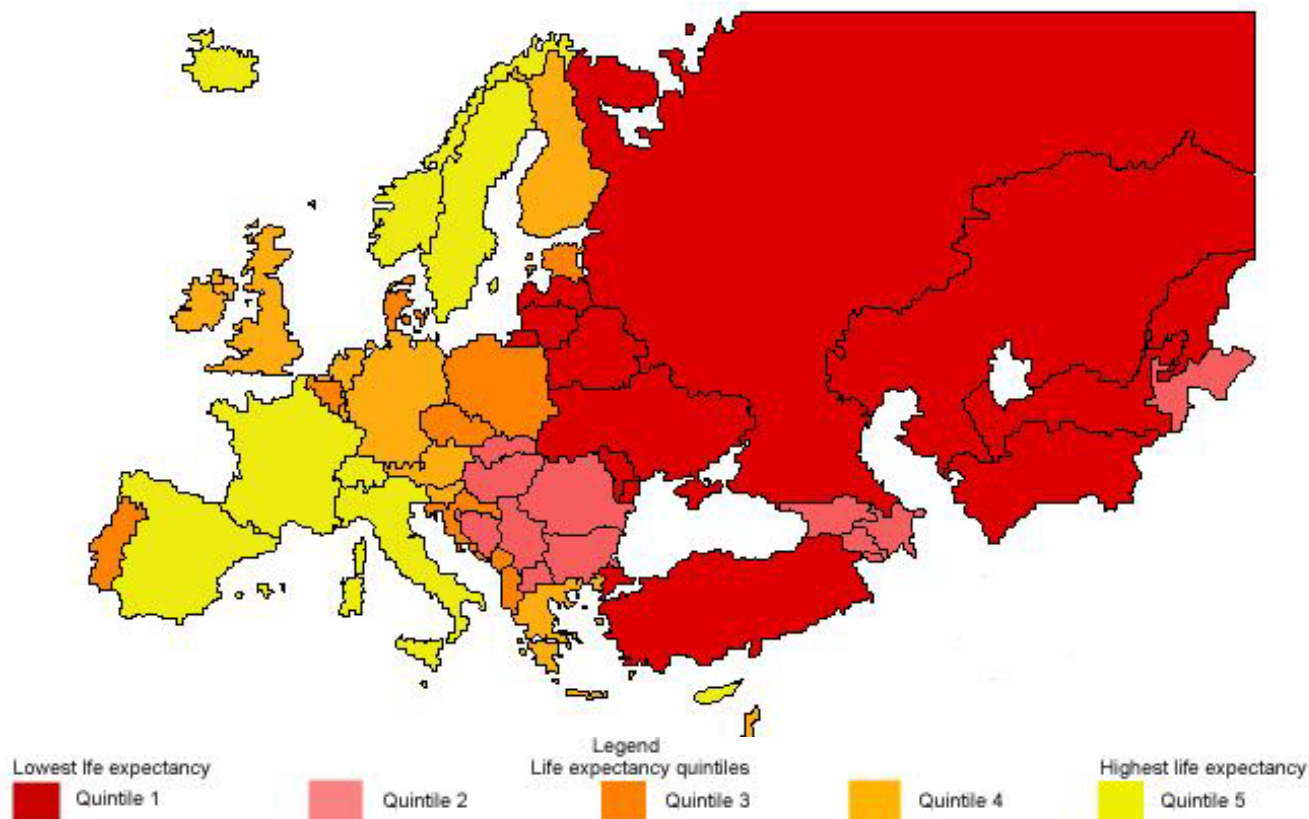 Legend
Lowest lfe expectancy
Life expectancy quintiles
Highest life expectancy
Quintile 1
Quintile 2
Quintile 3
Quintile 4
Quintile 5